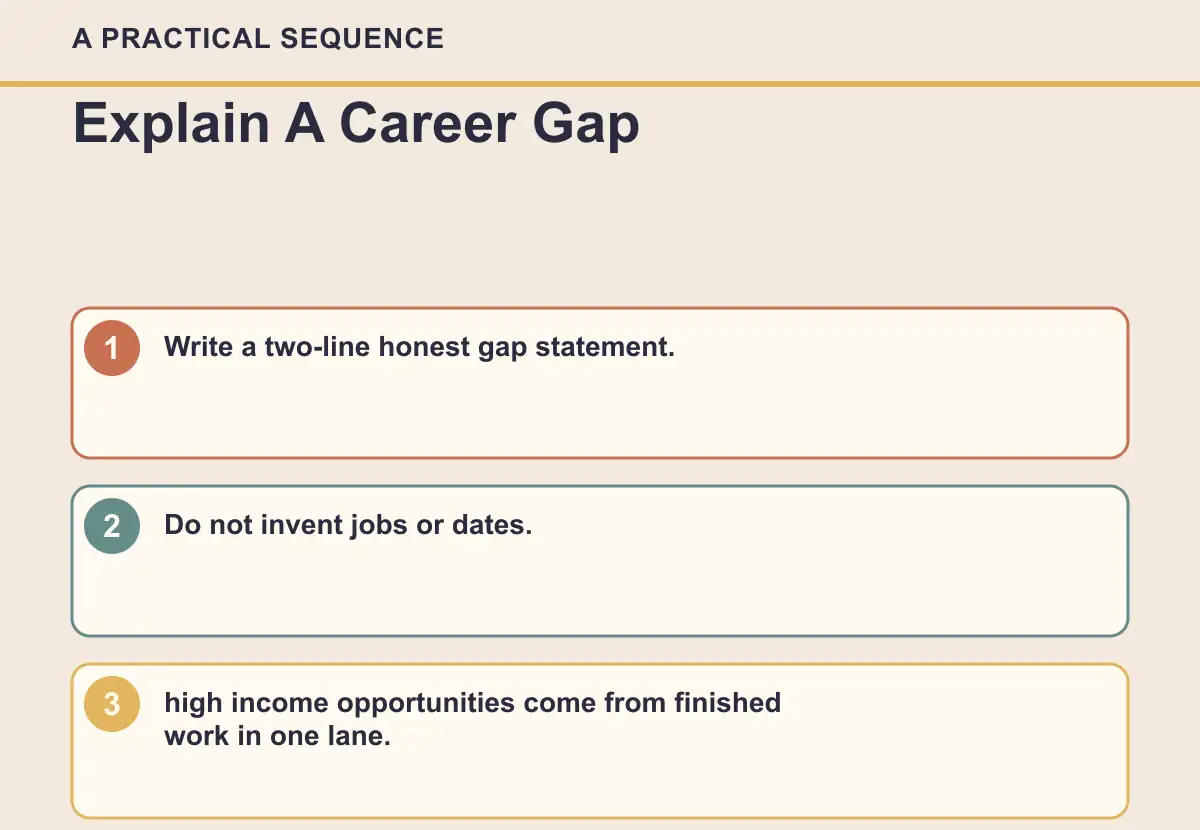 A PRACTICAL SEQUENCE
Explain A Career Gap
1
Write a two-line honest gap statement.
2
Do not invent jobs or dates.
3
high income opportunities come from finished
work in one lane.